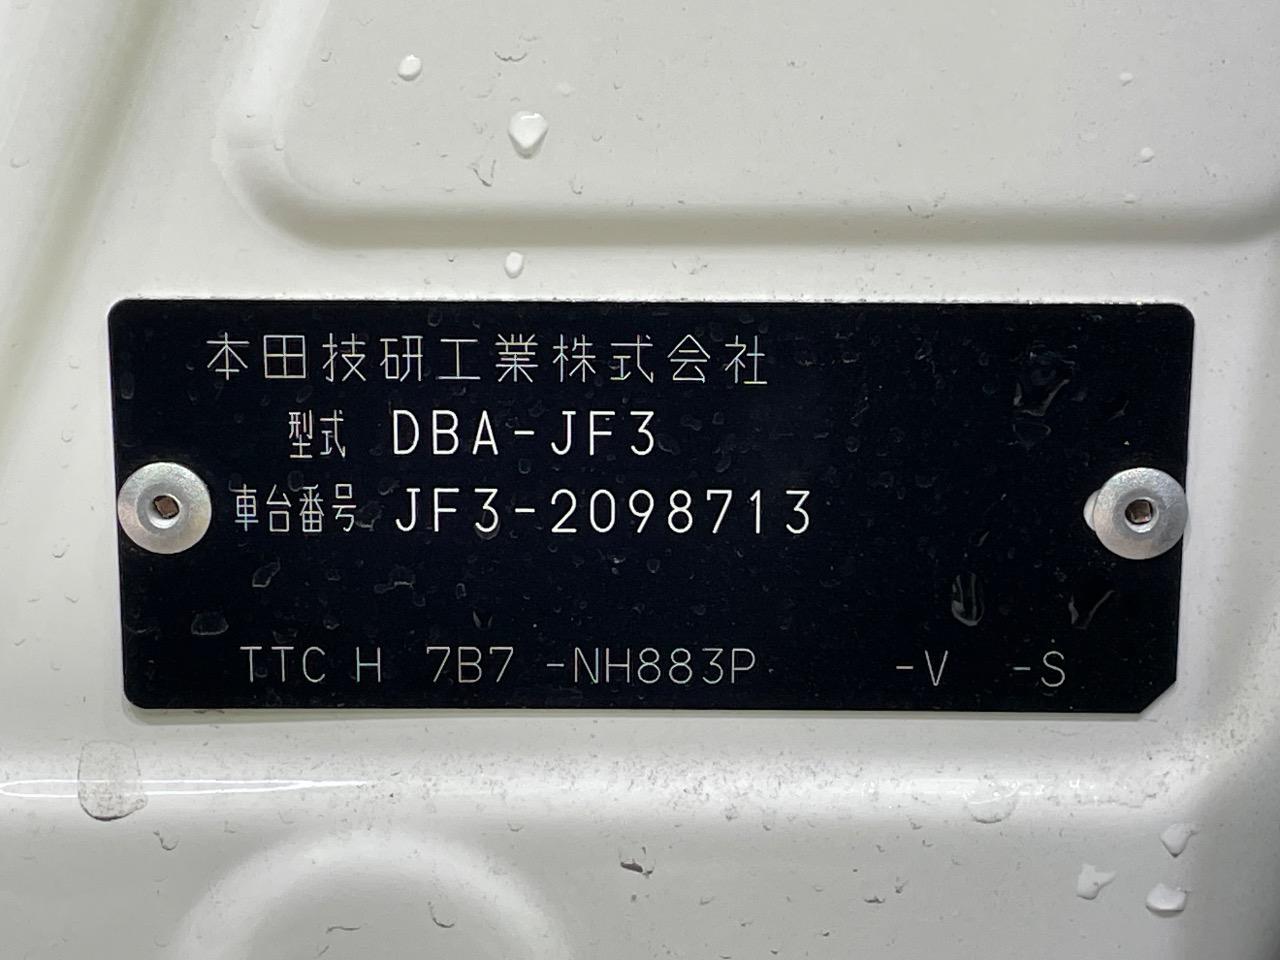 本田技研工業株式会社
型式 DBA-JF3
車台番号 JF3-2098713
TTC H 7B7 -NH883P -V -S